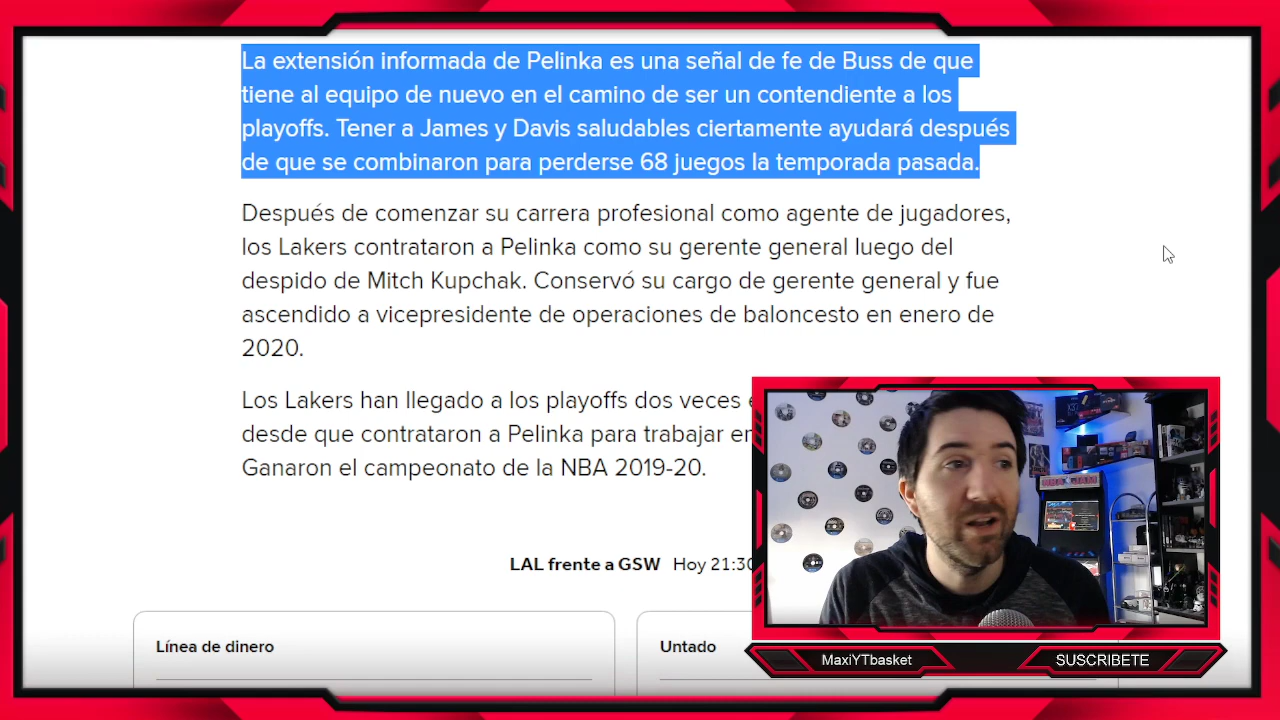 La extensión informada de Pelinka es una señal de fe de Buss de que
tiene al equipo de nuevo en el camino de ser un contendiente a los
playoffs. Tener a James y Davis saludables ciertamente ayudará después
de que se combinaron para perderse 68 juegos la temporada pasada.
Después de comenzar su carrera profesional como agente de jugadores,
los Lakers contrataron a Pelinka como su gerente general luego del
despido de Mitch Kupchak. Conservó su cargo de gerente general y fue
ascendido a vicepresidente de operaciones de baloncesto en enero de
2020.
Los Lakers han llegado a los playoffs dos veces
desde que contrataron a Pelinka para trabajar
Ganaron el campeonato de la NBA 2019-20.
LAL frente a GSW Hoy 21:30
Línea de dinero
Untado
MaxiYTbasket
SUSCRIBETE